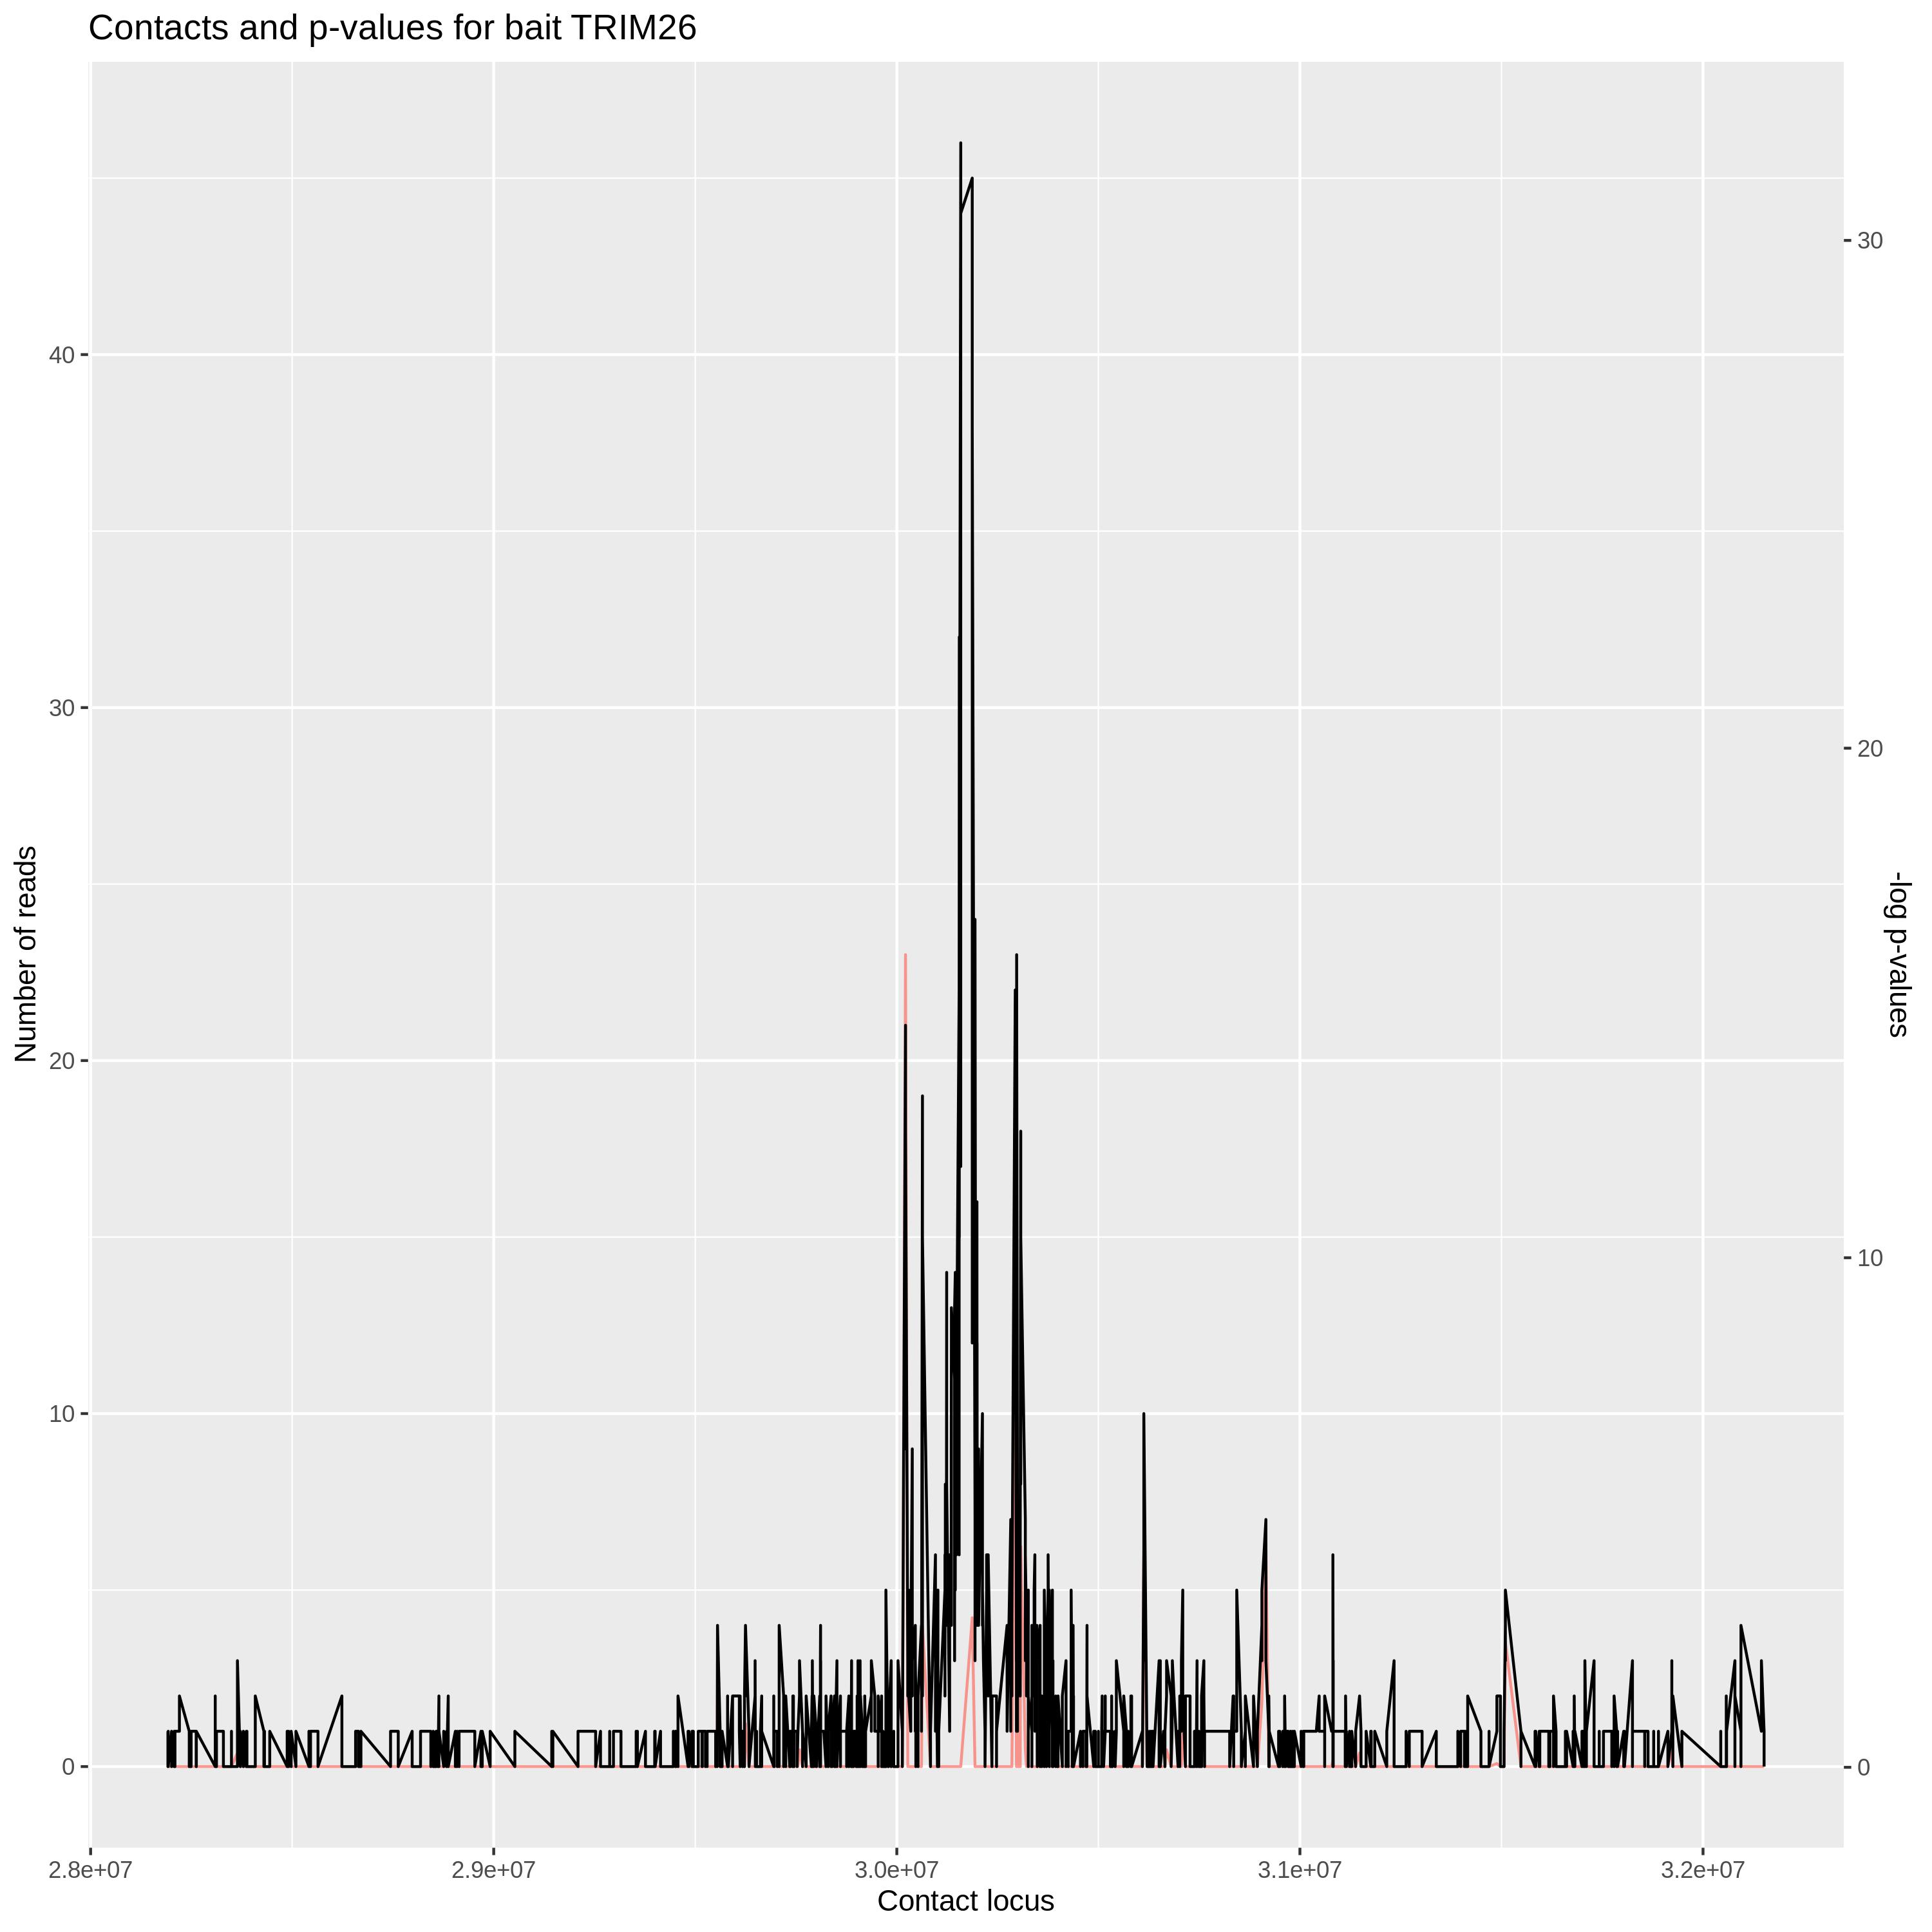 Contacts and p-values for bait TRIM26
40
30
20
10
0
30
20
10
0
Number of reads
-log p-values
2.8e+07 2.9e+07 3.0e+07 3.1e+07 3.2e+07
Contact locus